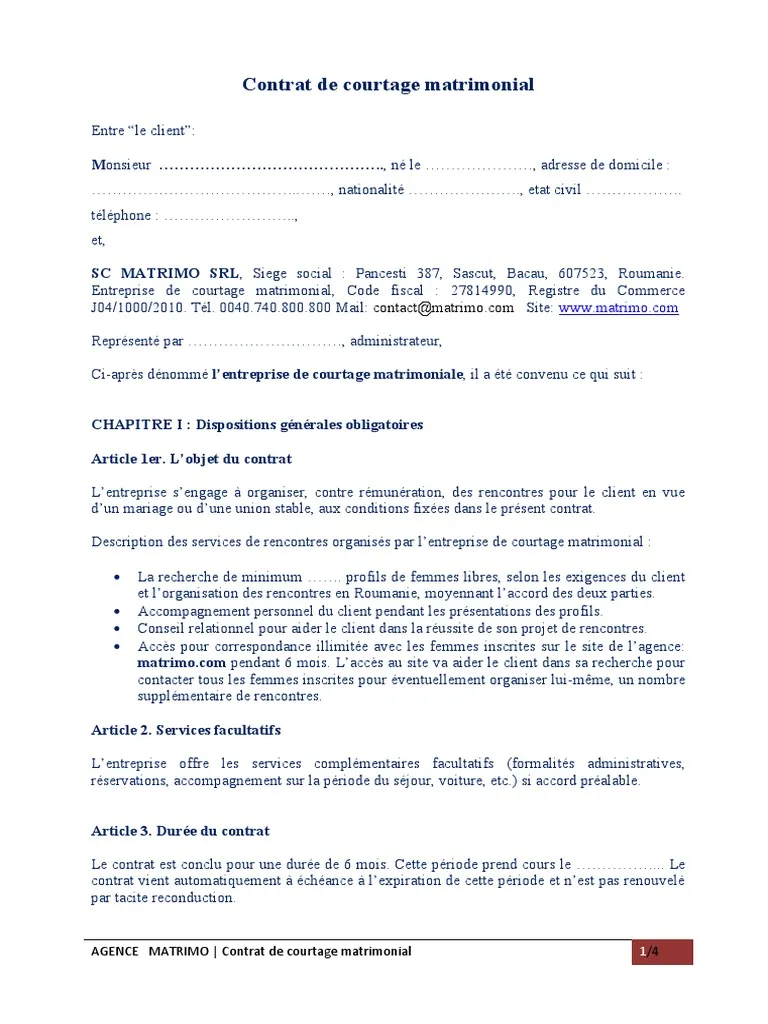 Contrat de courtage matrimonial
Entre “le client”:
Monsieur ……………………………………., né le …………………, adresse de domicile :
………………………………….……, nationalité …………………, etat civil ……………….
téléphone : ……………………..,
et,
SC MATRIMO SRL, Siege social : Pancesti 387, Sascut, Bacau, 607523, Roumanie.
Entreprise de courtage matrimonial, Code fiscal : 27814990, Registre du Commerce
J04/1000/2010. Tél. 0040.740.800.800 Mail: contact@matrimo.com Site: www.matrimo.com
Représenté par …………………………, administrateur,
Ci-après dénommé l’entreprise de courtage matrimoniale, il a été convenu ce qui suit :
CHAPITRE I : Dispositions générales obligatoires
Article 1er. L’objet du contrat
L’entreprise s’engage à organiser, contre rémunération, des rencontres pour le client en vue
d’un mariage ou d’une union stable, aux conditions fixées dans le présent contrat.
Description des services de rencontres organisés par l’entreprise de courtage matrimonial :
• La recherche de minimum ……. profils de femmes libres, selon les exigences du client
et l’organisation des rencontres en Roumanie, moyennant l’accord des deux parties.
• Accompagnement personnel du client pendant les présentations des profils.
• Conseil relationnel pour aider le client dans la réussite de son projet de rencontres.
• Accès pour correspondance illimitée avec les femmes inscrites sur le site de l’agence:
matrimo.com pendant 6 mois. L’accès au site va aider le client dans sa recherche pour
contacter tous les femmes inscrites pour éventuellement organiser lui-même, un nombre
supplémentaire de rencontres.
Article 2. Services facultatifs
L’entreprise offre les services complémentaires facultatifs (formalités administratives,
réservations, accompagnement sur la période du séjour, voiture, etc.) si accord préalable.
Article 3. Durée du contrat
Le contrat est conclu pour une durée de 6 mois. Cette période prend cours le …………….. Le
contrat vient automatiquement à échéance à l’expiration de cette période et n’est pas renouvelé
par tacite reconduction.
AGENCE MATRIMO | Contrat de courtage matrimonial 1/4